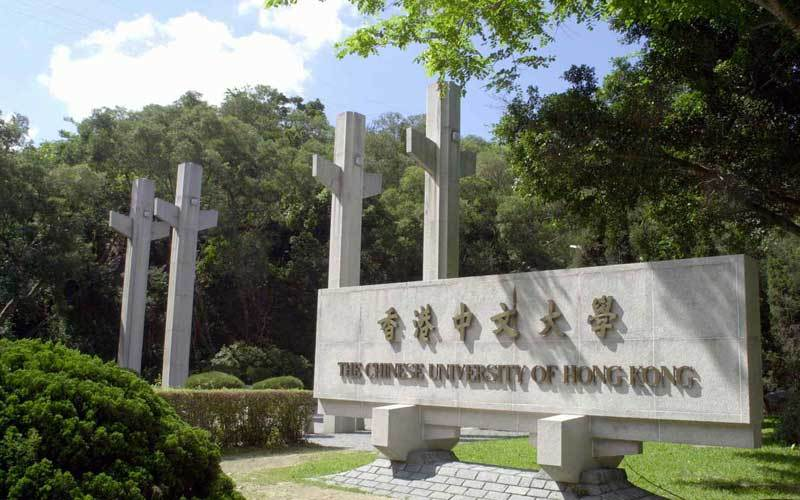 香港中文大學
THE CHINESE UNIVERSITY OF HONG KONG